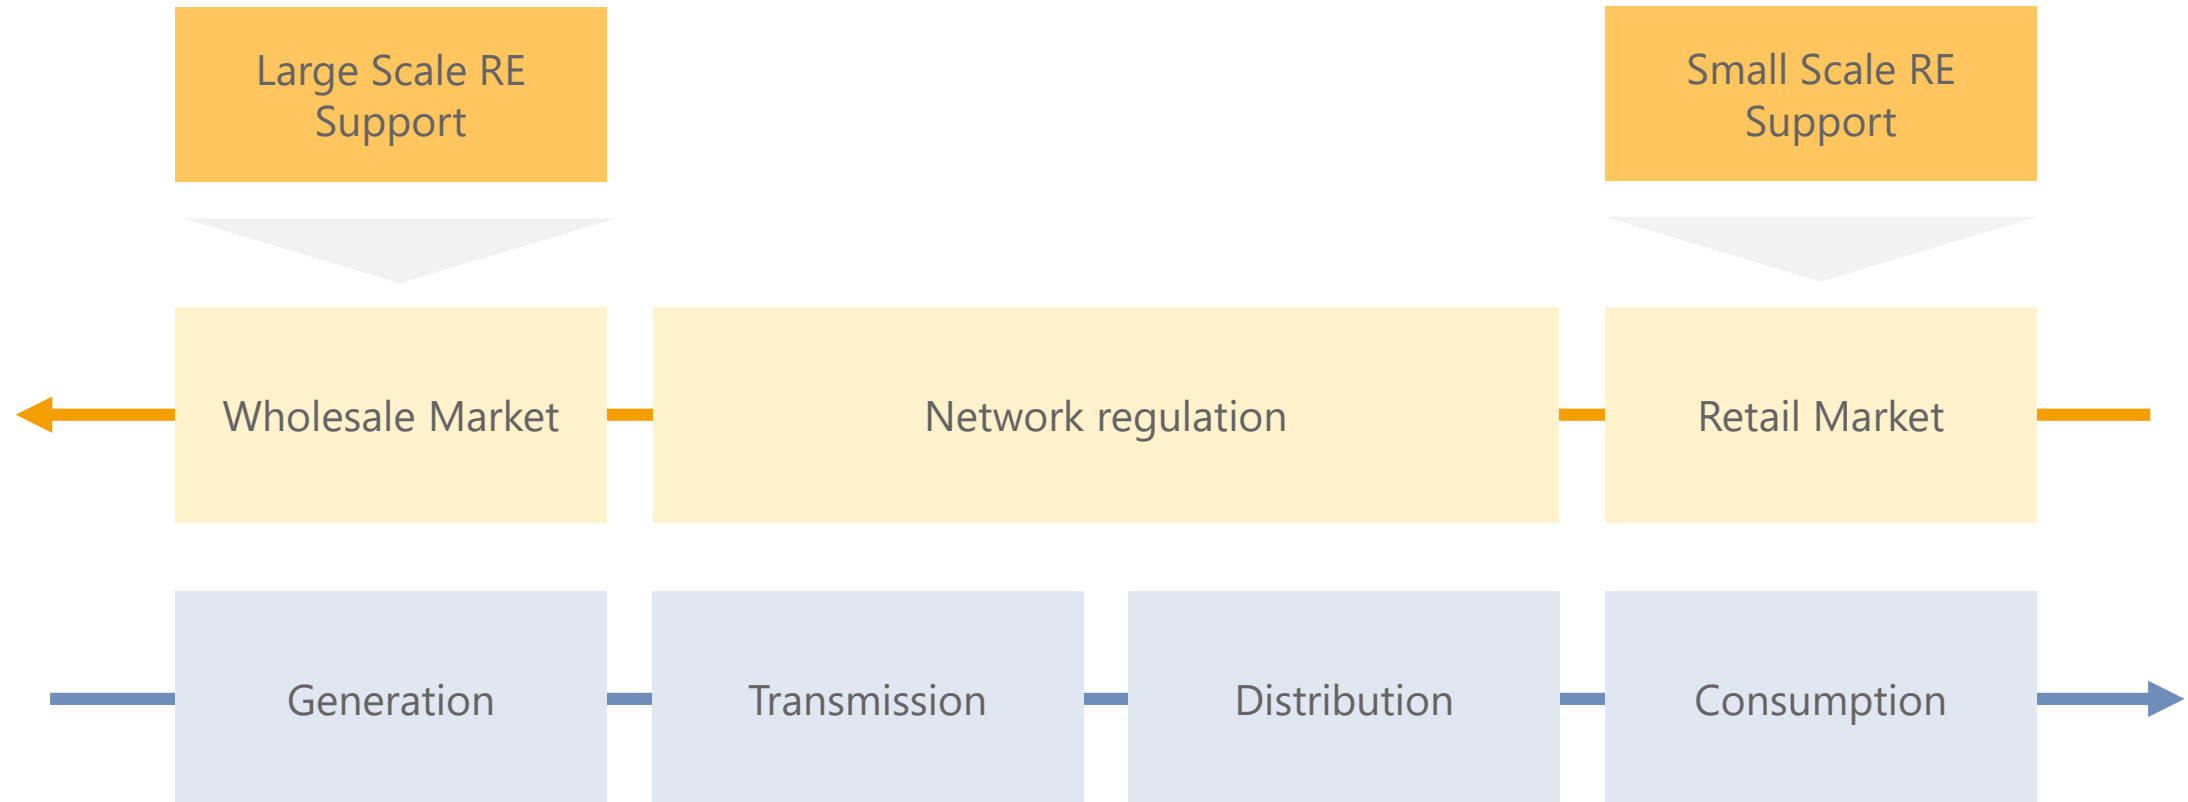 Large Scale RE
Support
Small Scale RE
Support
Wholesale Market
Network regulation
Retail Market
Generation
Transmission
Distribution
Consumption